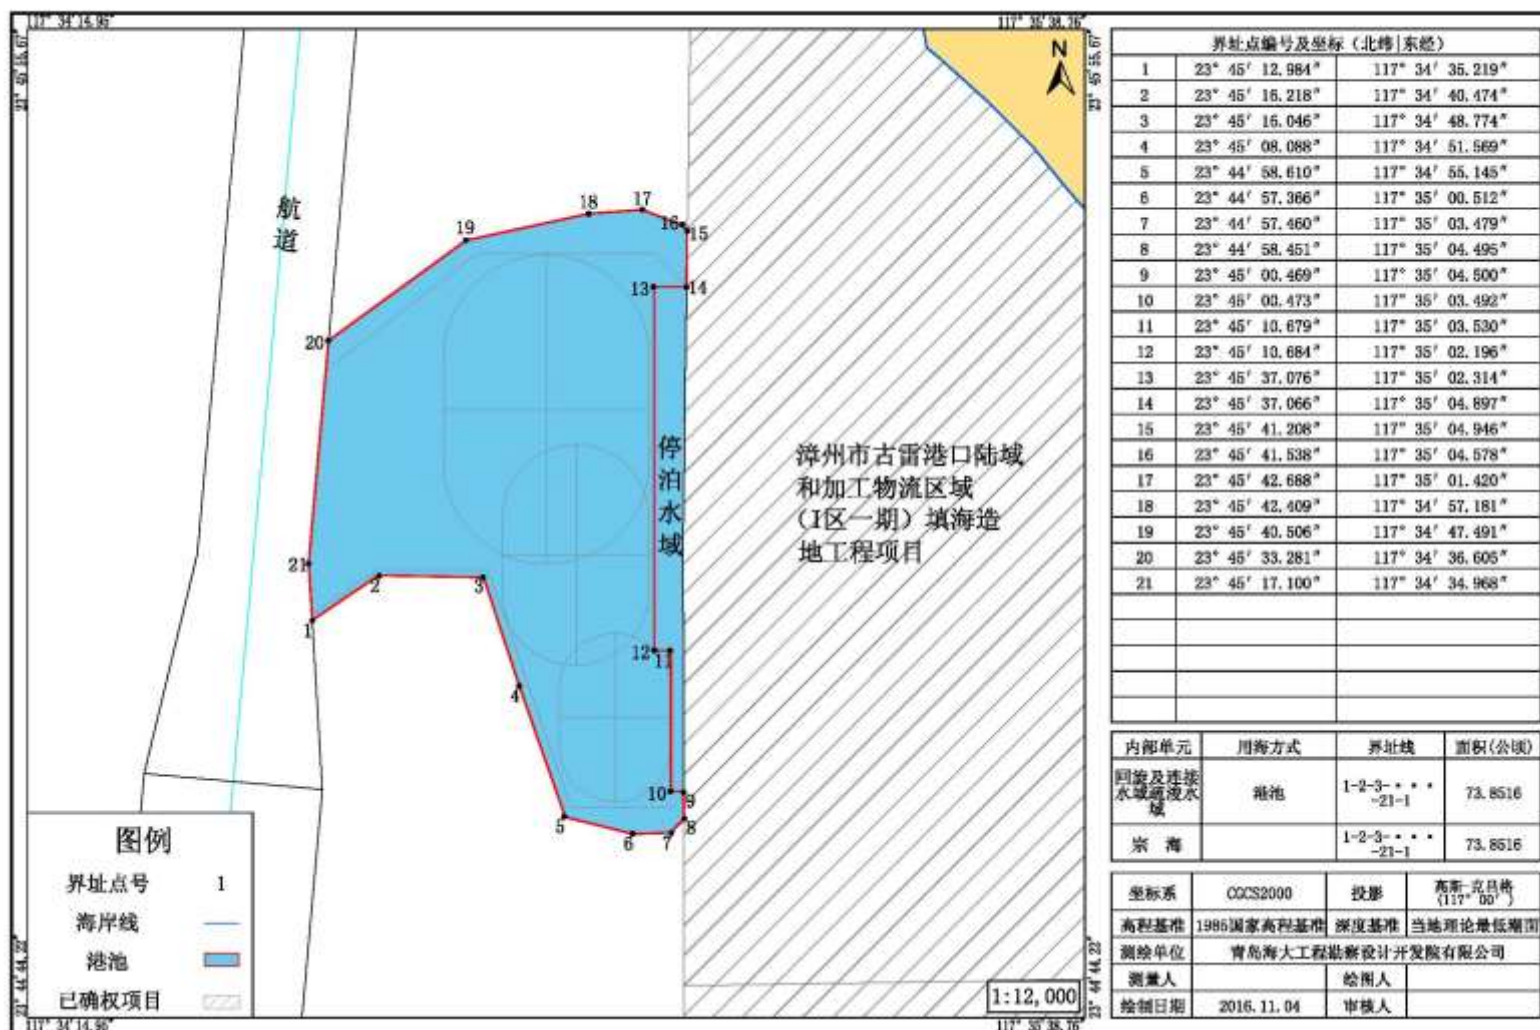 117° 34′ 14.96″
117° 35′ 38.76″
23° 45′ 55.67″
23° 45′ 55.67″
N
航道
1
2
3
4
5
6
7
8
9
10
11
12
13
14
15
16
17
18
19
20
21
停泊水域
漳州市古雷港口陆域
和加工物流区域
（I区一期）填海造
地工程项目
图例
界址点号 1
海岸线
港池
已确权项目
1:12,000
23° 44′ 44.22″
23° 44′ 44.22″
117° 34′ 14.96″
117° 35′ 38.76″
界址点编号及坐标（北纬|东经）
1 23° 45′ 12.984″ 117° 34′ 35.219″
2 23° 45′ 16.218″ 117° 34′ 40.474″
3 23° 45′ 16.046″ 117° 34′ 48.774″
4 23° 45′ 08.088″ 117° 34′ 51.569″
5 23° 44′ 58.610″ 117° 34′ 55.145″
6 23° 44′ 57.366″ 117° 35′ 00.512″
7 23° 44′ 57.460″ 117° 35′ 03.479″
8 23° 44′ 58.451″ 117° 35′ 04.495″
9 23° 45′ 00.469″ 117° 35′ 04.500″
10 23° 45′ 00.473″ 117° 35′ 03.492″
11 23° 45′ 10.679″ 117° 35′ 03.530″
12 23° 45′ 10.684″ 117° 35′ 02.196″
13 23° 45′ 37.076″ 117° 35′ 02.314″
14 23° 45′ 37.066″ 117° 35′ 04.897″
15 23° 45′ 41.208″ 117° 35′ 04.946″
16 23° 45′ 41.538″ 117° 35′ 04.578″
17 23° 45′ 42.668″ 117° 35′ 01.420″
18 23° 45′ 42.409″ 117° 34′ 57.181″
19 23° 45′ 40.506″ 117° 34′ 47.491″
20 23° 45′ 33.281″ 117° 34′ 36.605″
21 23° 45′ 17.100″ 117° 34′ 34.968″
内部单元 用海方式 界址线 面积(公顷)
回旋及连接
水域疏浚水
域
港池
1-2-3-···
-21-1
73.8516
宗 海
1-2-3-···
-21-1
73.8516
坐标系 CGCS2000 投影 高斯-克吕格
(117° 00′)
高程基准 1985国家高程基准 深度基准 当地理论最低潮面
测绘单位 青岛海大工程勘察设计开发院有限公司
测量人 绘图人
绘制日期 2016.11.04 审核人